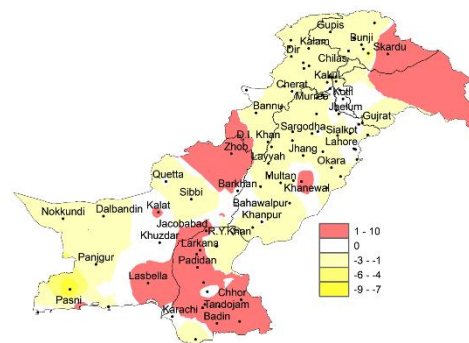 Gupis
Kalam
Bunji
Dir
Skardu
Chilas
Kakul
Cherat
Murree
Kotli
Bannu
Jhelum
Gujrat
Sargodha
Sialkot
D.I. Khan
Lahore
Zhob
Jhang
Layyah
Okara
Quetta
Multan
Barkhan
Khanewal
Sibbi
Bahawalpur
Nokkundi
Dalbandin
Kalat
Khanpur
Jacobabad
R.Y.Khan
Khuzdar
Larkana
Panjgur
Padidan
Lasbella
Pasni
Chhor
Karachi
Tandojam
Badin
1 - 10
0
-3 - -1
-6 - -4
-9 - -7